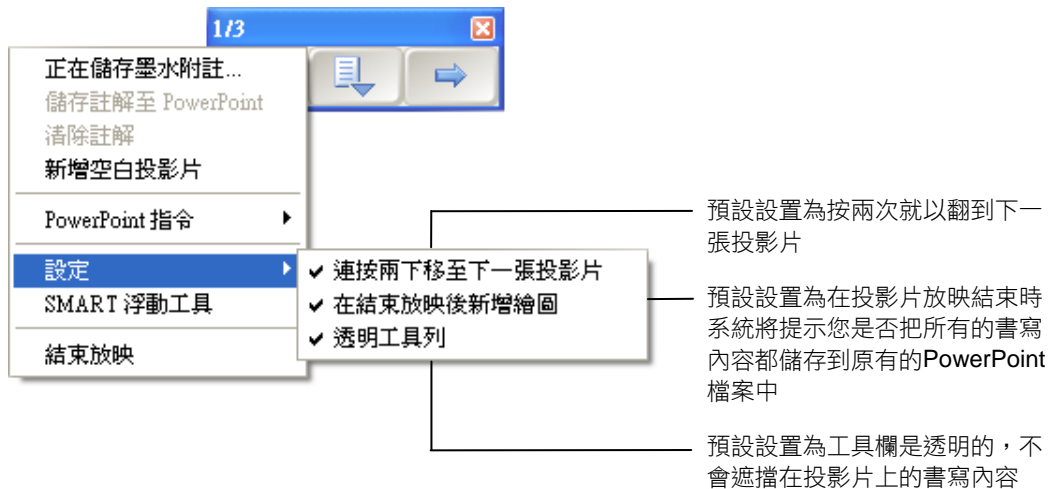 1/3
正在儲存墨水附註...
儲存註解至 PowerPoint
清除註解
新增空白投影片
PowerPoint 指令
設定
SMART 浮動工具
結束放映
連按兩下移至下一張投影片
在結束放映後新增繪圖
透明工具列
預設設置為按兩次就以翻到下一
張投影片
預設設置為在投影片放映結束時
系統將提示您是否把所有的書寫
內容都儲存到原有的PowerPoint
檔案中
預設設置為工具欄是透明的，不
會遮擋在投影片上的書寫內容